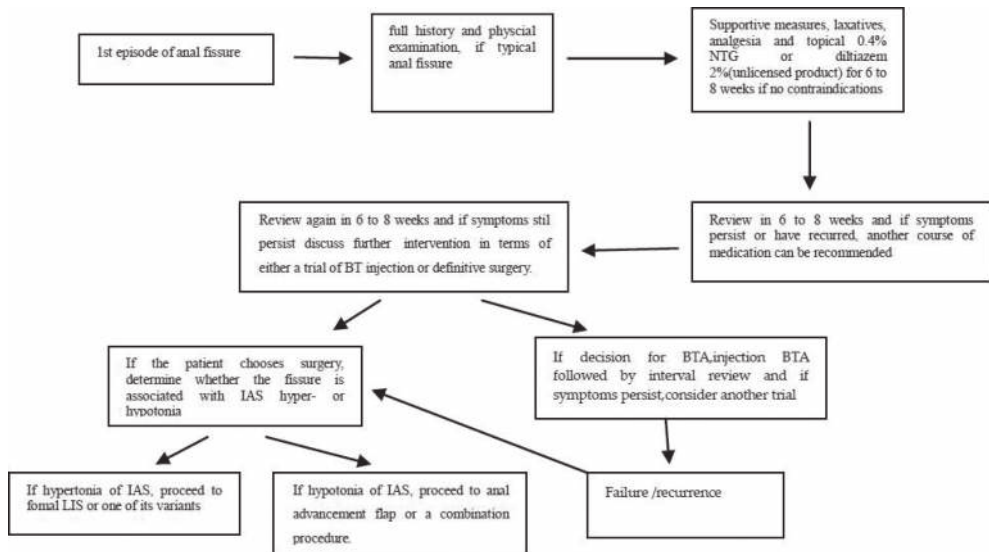 1st episode of anal fissure
full history and physcial
examination, if typical
anal fissure
Supportive measures, laxatives,
analgesia and topical 0.4%
NTG or diltiazem
2%(unlicensed product) for 6 to
8 weeks if no contraindications
Review in 6 to 8 weeks and if symptoms
persist or have recurred, another course of
medication can be recommended
Review again in 6 to 8 weeks and if symptoms stil
persist discuss further intervention in terms of
either a trial of BT injection or definitive surgery.
If the patient chooses surgery,
determine whether the fissure is
associated with IAS hyper- or
hypotonia
If decision for BTA,injection BTA
followed by interval review and if
symptoms persist,consider another trial
If hypertonia of IAS, proceed to
fomal LIS or one of its variants
If hypotonia of IAS, proceed to anal
advancement flap or a combination
procedure.
Failure /recurrence